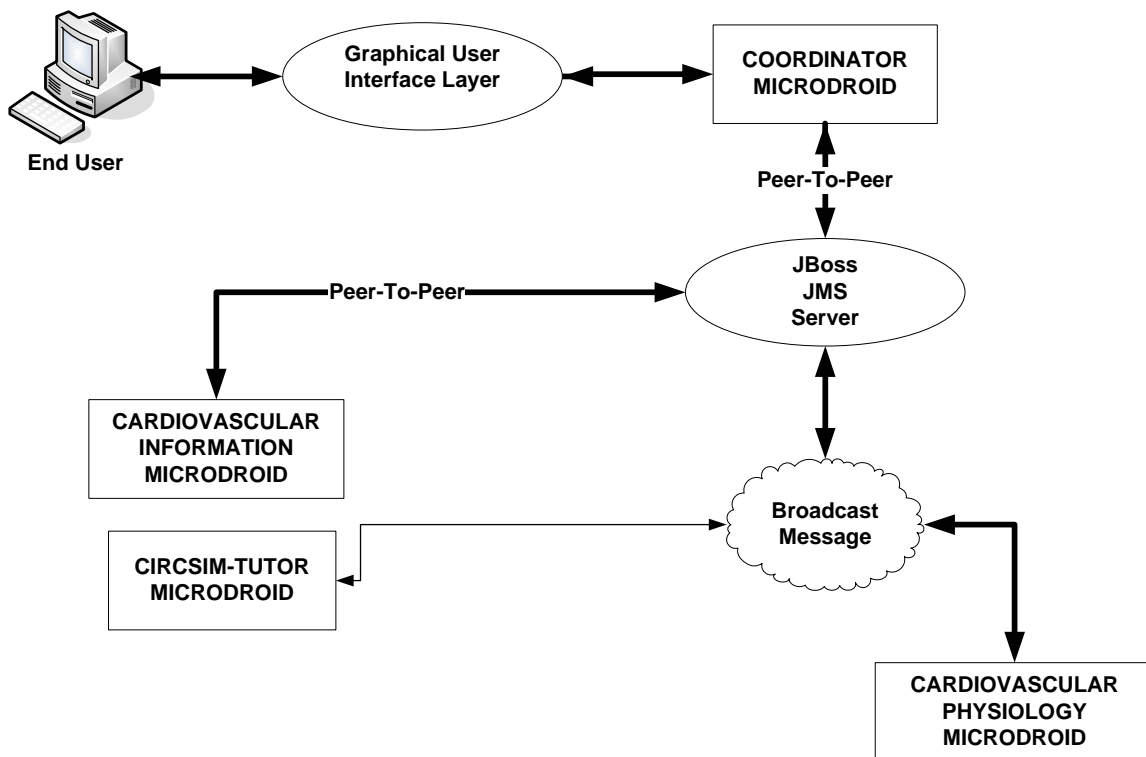 Graphical User
Interface Layer
COORDINATOR
MICRODROID
End User
Peer-To-Peer
JBoss
JMS
Server
Peer-To-Peer
CARDIOVASCULAR
INFORMATION
MICRODROID
Broadcast
Message
CIRCSIM-TUTOR
MICRODROID
CARDIOVASCULAR
PHYSIOLOGY
MICRODROID